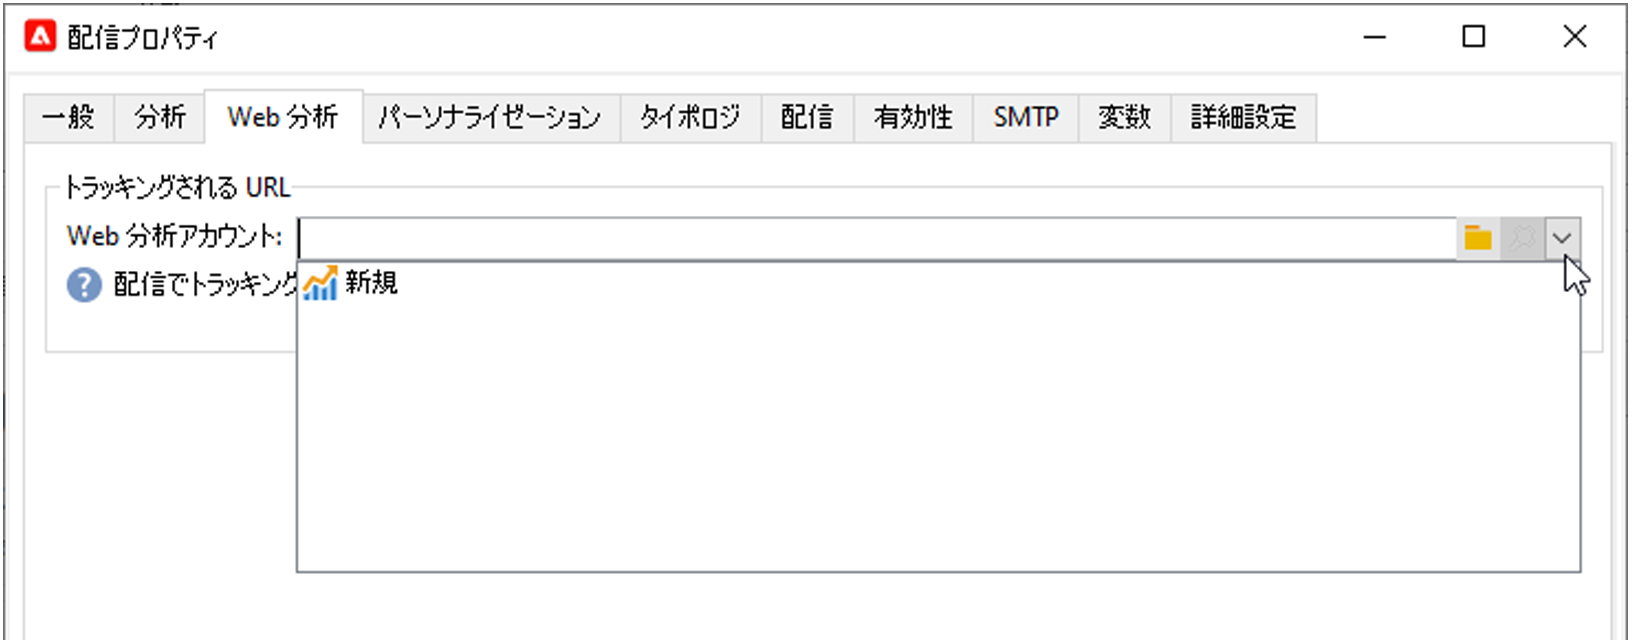 配信プロパティ
一般 分析 Web 分析 パーソナライゼーション タイポロジ 配信 有効性 SMTP 変数 詳細設定
トラッキングされる URL
Web 分析アカウント:
配信でトラッキング
新規